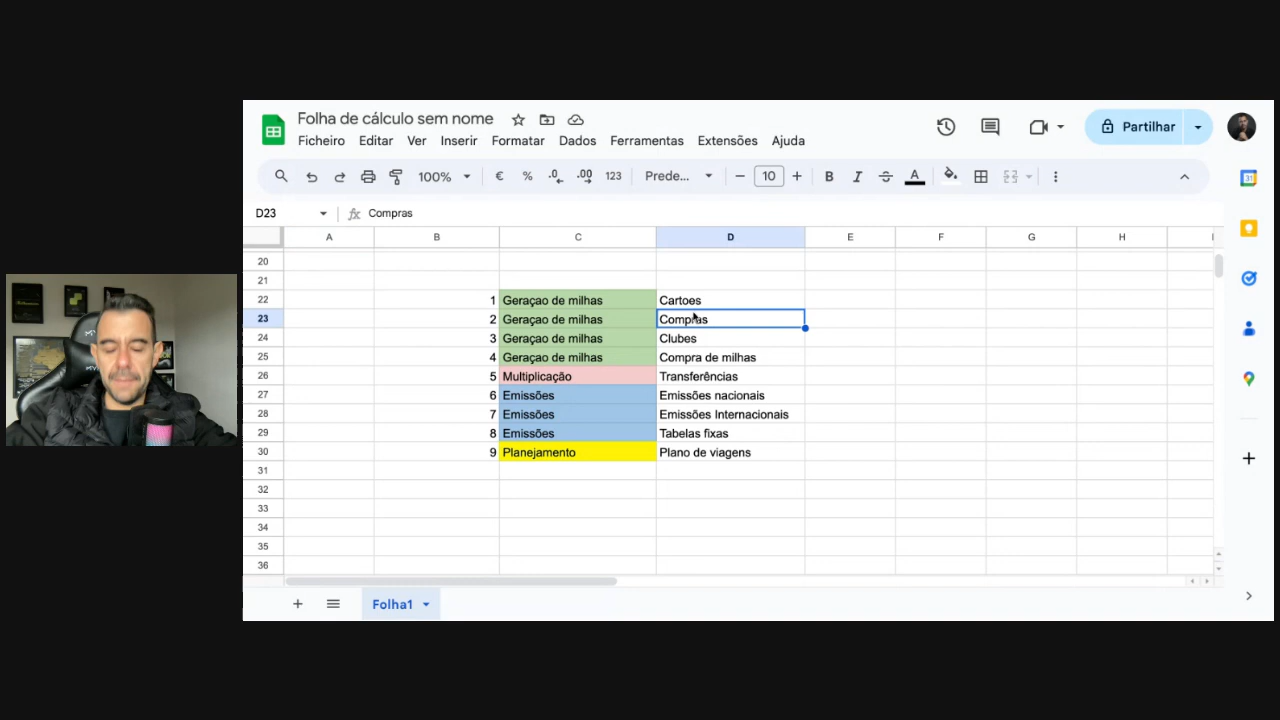 Folha de cálculo sem nome
Ficheiro Editar Ver Inserir Formatar Dados Ferramentas Extensões Ajuda
Partilhar
100% € % .0 .00 123 Prede... 10 B I S A
D23 fx Compras
A B C D E F G H
20
21
22 1 Geraçao de milhas Cartoes
23 2 Geraçao de milhas Compras
24 3 Geraçao de milhas Clubes
25 4 Geraçao de milhas Compra de milhas
26 5 Multiplicação Transferências
27 6 Emissões Emissões nacionais
28 7 Emissões Emissões Internacionais
29 8 Emissões Tabelas fixas
30 9 Planejamento Plano de viagens
31
32
33
34
35
36
Folha1